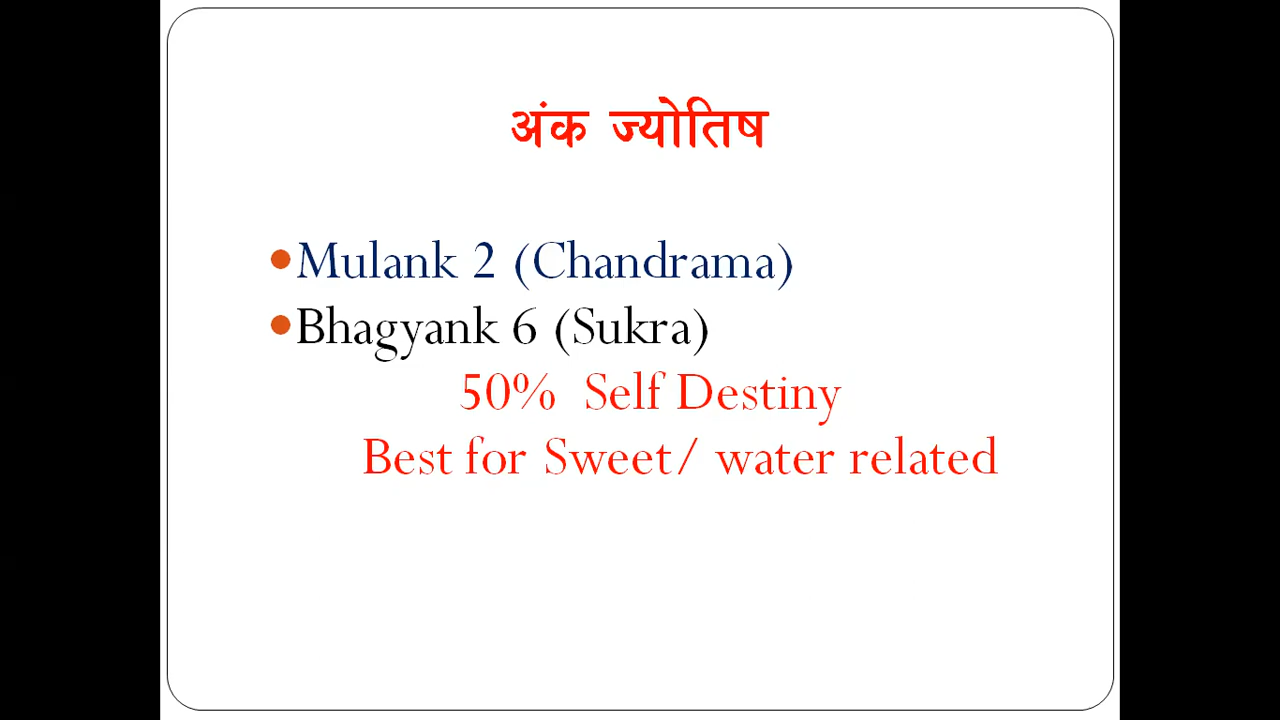 अंक ज्योतिष
Mulank 2 (Chandrama)
Bhagyank 6 (Sukra)
50% Self Destiny
Best for Sweet/ water related